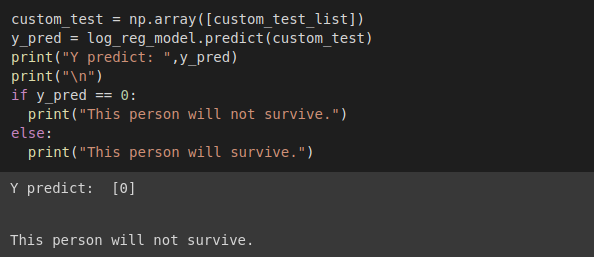 custom_test = np.array([custom_test_list])
y_pred = log_reg_model.predict(custom_test)
print("Y predict: ",y_pred)
print("\n")
if y_pred == 0:
  print("This person will not survive.")
else:
  print("This person will survive.")
Y predict:  [0]
This person will not survive.